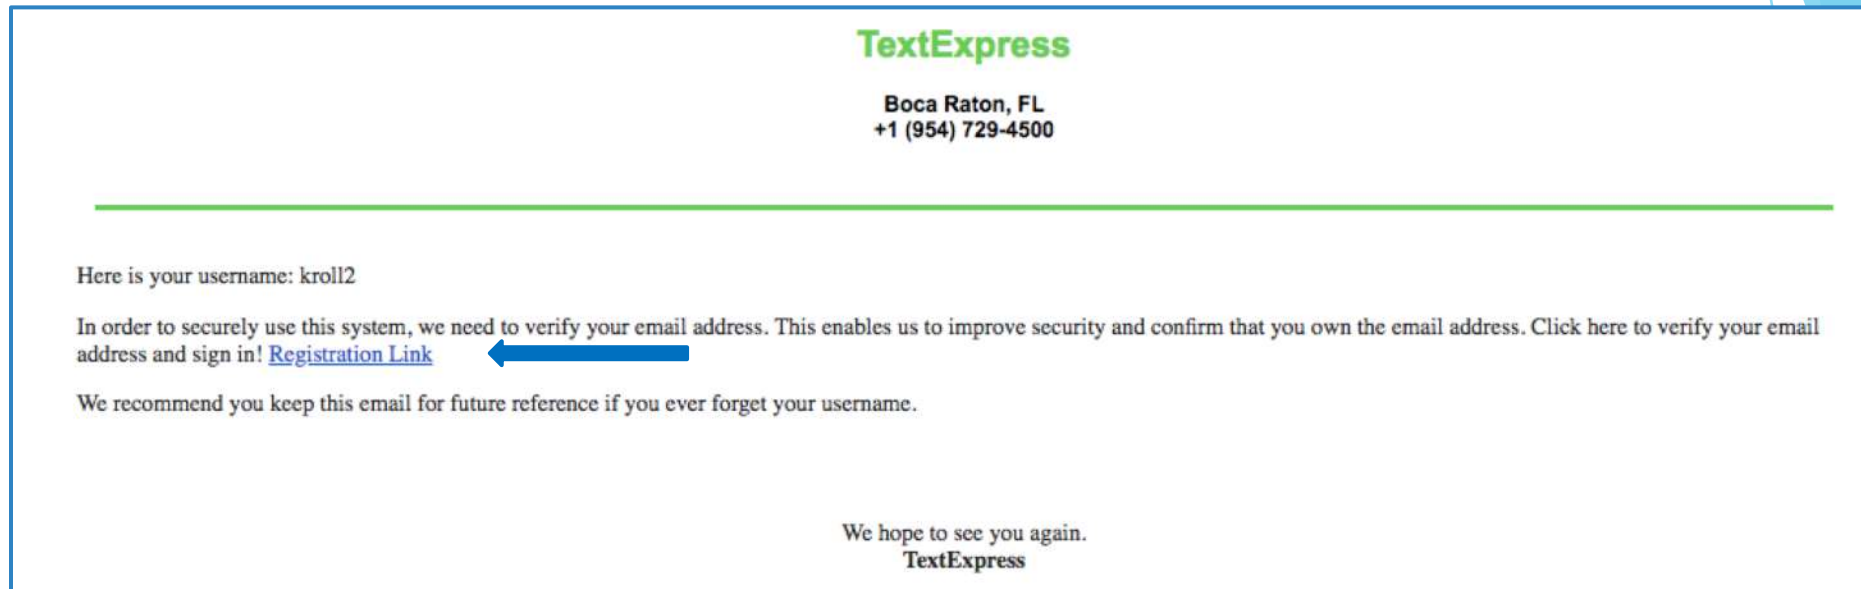 TextExpress
Boca Raton, FL
+1 (954) 729-4500
Here is your username: kroll2
In order to securely use this system, we need to verify your email address. This enables us to improve security and confirm that you own the email address. Click here to verify your email
address and sign in! Registration Link
We recommend you keep this email for future reference if you ever forget your username.
We hope to see you again.
TextExpress